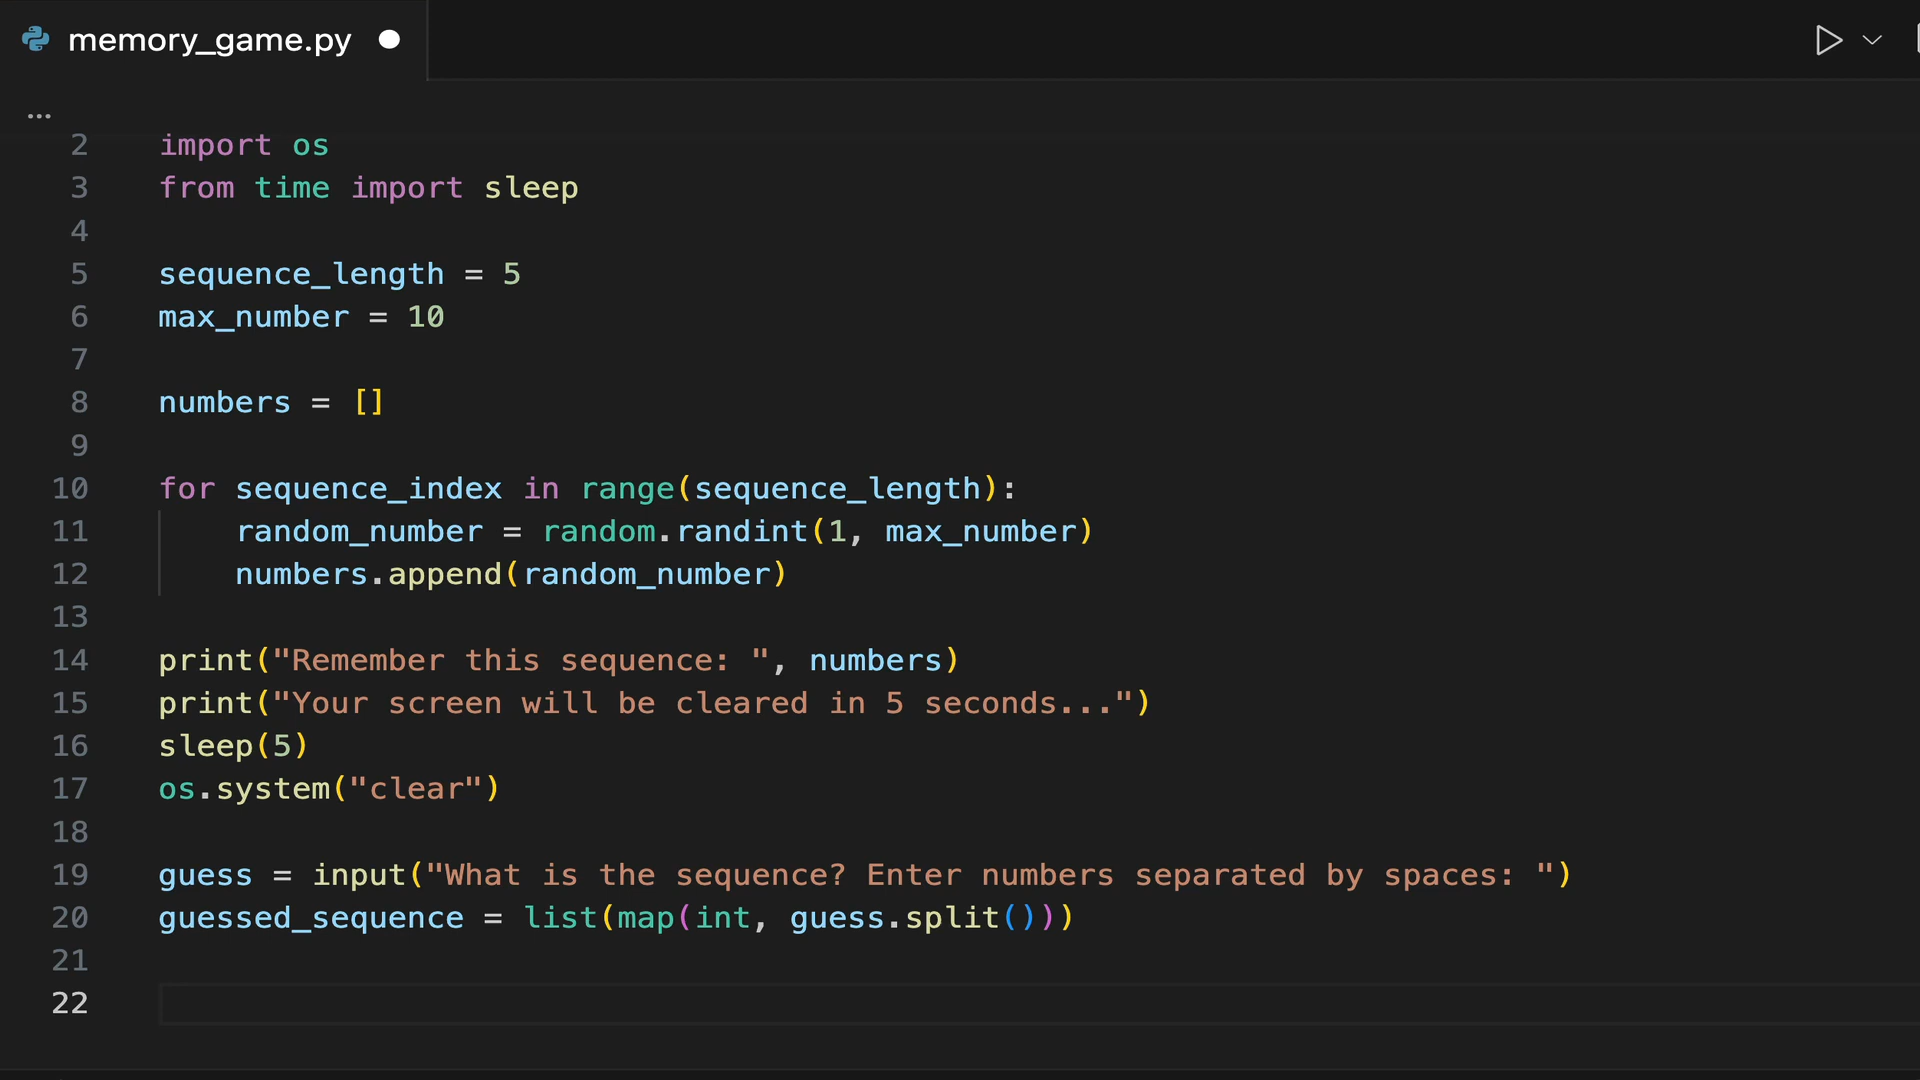 memory_game.py
...
2 import os
3 from time import sleep
4
5 sequence_length = 5
6 max_number = 10
7
8 numbers = []
9
10 for sequence_index in range(sequence_length):
11     random_number = random.randint(1, max_number)
12     numbers.append(random_number)
13
14 print("Remember this sequence: ", numbers)
15 print("Your screen will be cleared in 5 seconds...")
16 sleep(5)
17 os.system("clear")
18
19 guess = input("What is the sequence? Enter numbers separated by spaces: ")
20 guessed_sequence = list(map(int, guess.split()))
21
22